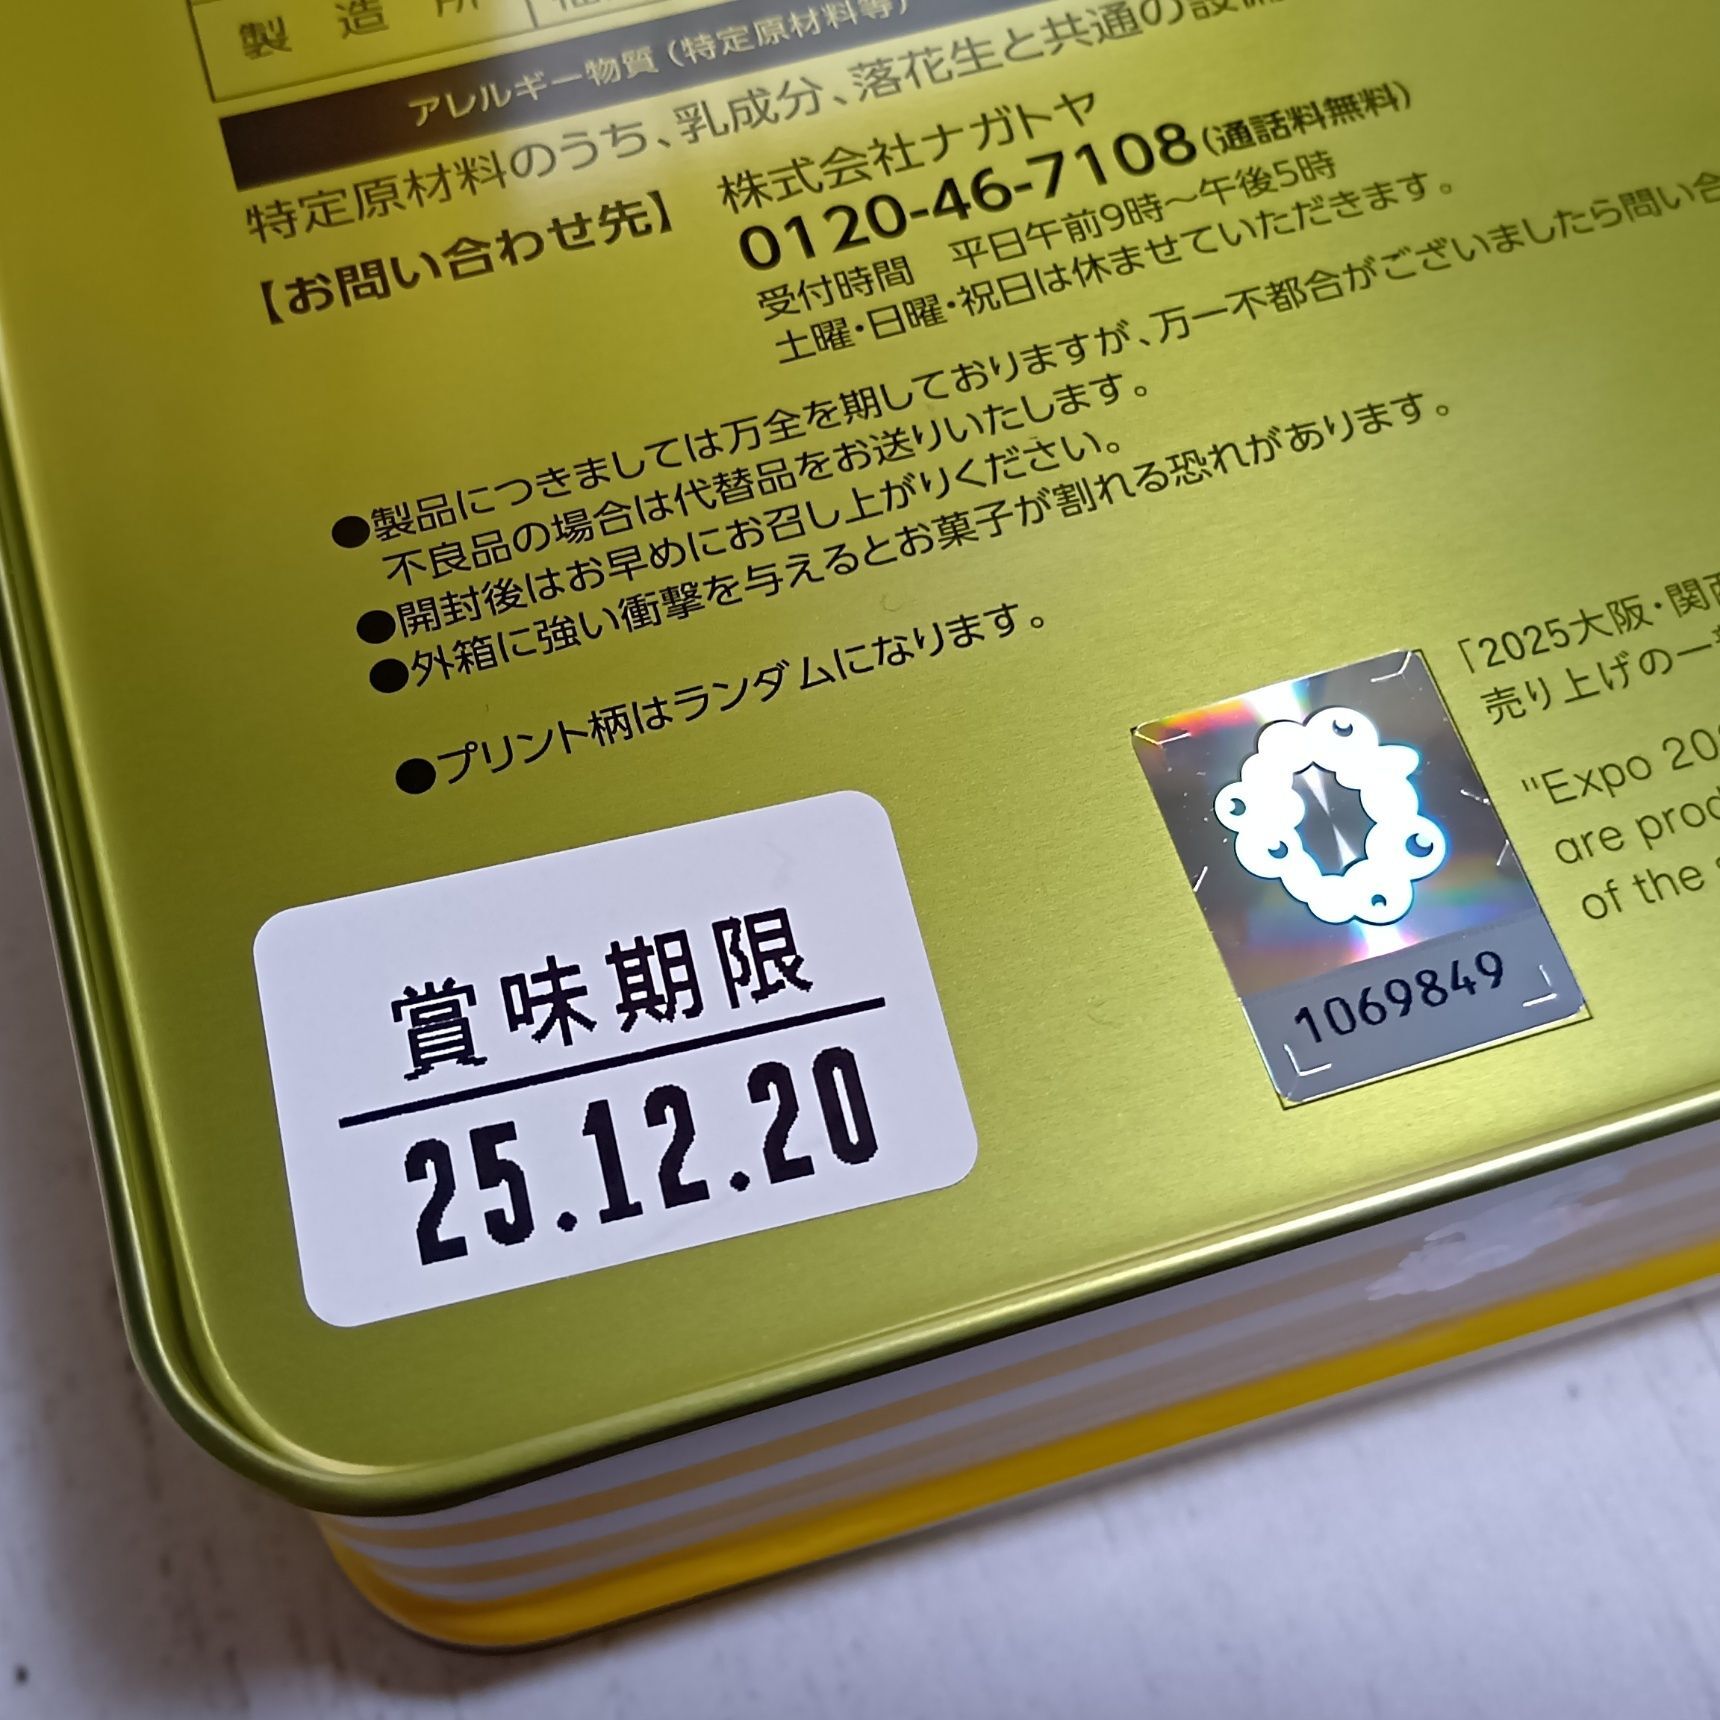 製造所
アレルギー物質(特定原材料等)
特定原材料のうち、乳成分、落花生と共通の設
【お問い合わせ先】 株式会社ナガトヤ
0120-46-7108(通話料無料)
受付時間 平日午前9時～午後5時
土曜・日曜・祝日は休ませていただきます。
●製品につきましては万全を期しておりますが、万一不都合がございましたら問い合
不良品の場合は代替品をお送りいたします。
●開封後はお早めにお召し上がりください。
●外箱に強い衝撃を与えるとお菓子が割れる恐れがあります。
●プリント柄はランダムになります。
「2025大阪・関西
売り上げの一部
"Expo 202
are prod
of the s
1069849
賞味期限
25.12.20